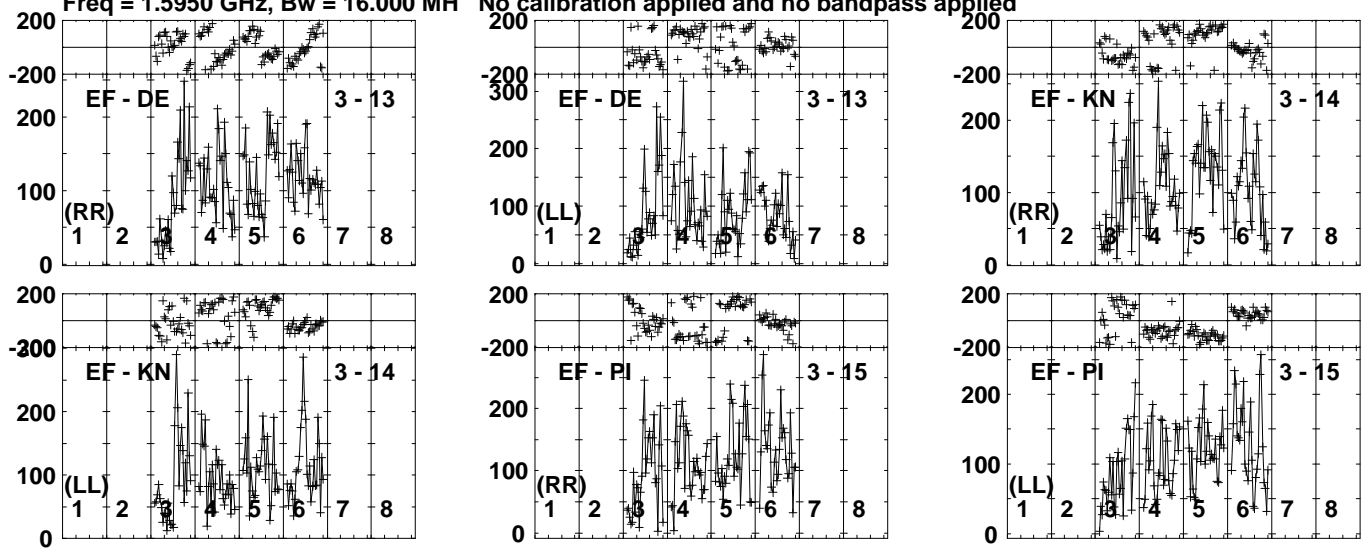 Freq = 1.5950 GHz, Bw = 16.000 MH No calibration applied and no bandpass applied
200
-200
EF - DE 3 - 13
200
100
0
(RR)
1 2 3 4 5 6 7 8
200
-200
300
EF - DE 3 - 13
200
100
0
(LL)
1 2 3 4 5 6 7 8
200
-200
EF - KN 3 - 14
200
100
0
(RR)
1 2 3 4 5 6 7 8
200
-200
300
EF - KN 3 - 14
200
100
0
(LL)
1 2 3 4 5 6 7 8
200
-200
EF - PI 3 - 15
200
100
0
(RR)
1 2 3 4 5 6 7 8
200
-200
EF - PI 3 - 15
200
100
0
(LL)
1 2 3 4 5 6 7 8